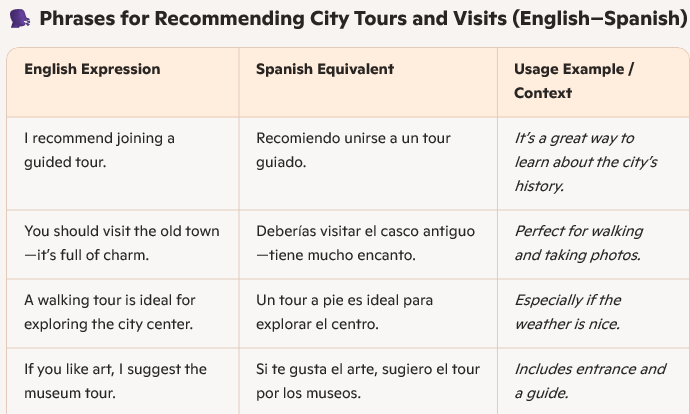 Phrases for Recommending City Tours and Visits (English–Spanish)
English Expression
Spanish Equivalent
Usage Example /
Context
I recommend joining a
guided tour.
Recomiendo unirse a un tour
guiado.
It’s a great way to
learn about the city’s
history.
You should visit the old town
—it’s full of charm.
Deberías visitar el casco antiguo
—tiene mucho encanto.
Perfect for walking
and taking photos.
A walking tour is ideal for
exploring the city center.
Un tour a pie es ideal para
explorar el centro.
Especially if the
weather is nice.
If you like art, I suggest the
museum tour.
Si te gusta el arte, sugiero el tour
por los museos.
Includes entrance and
a guide.